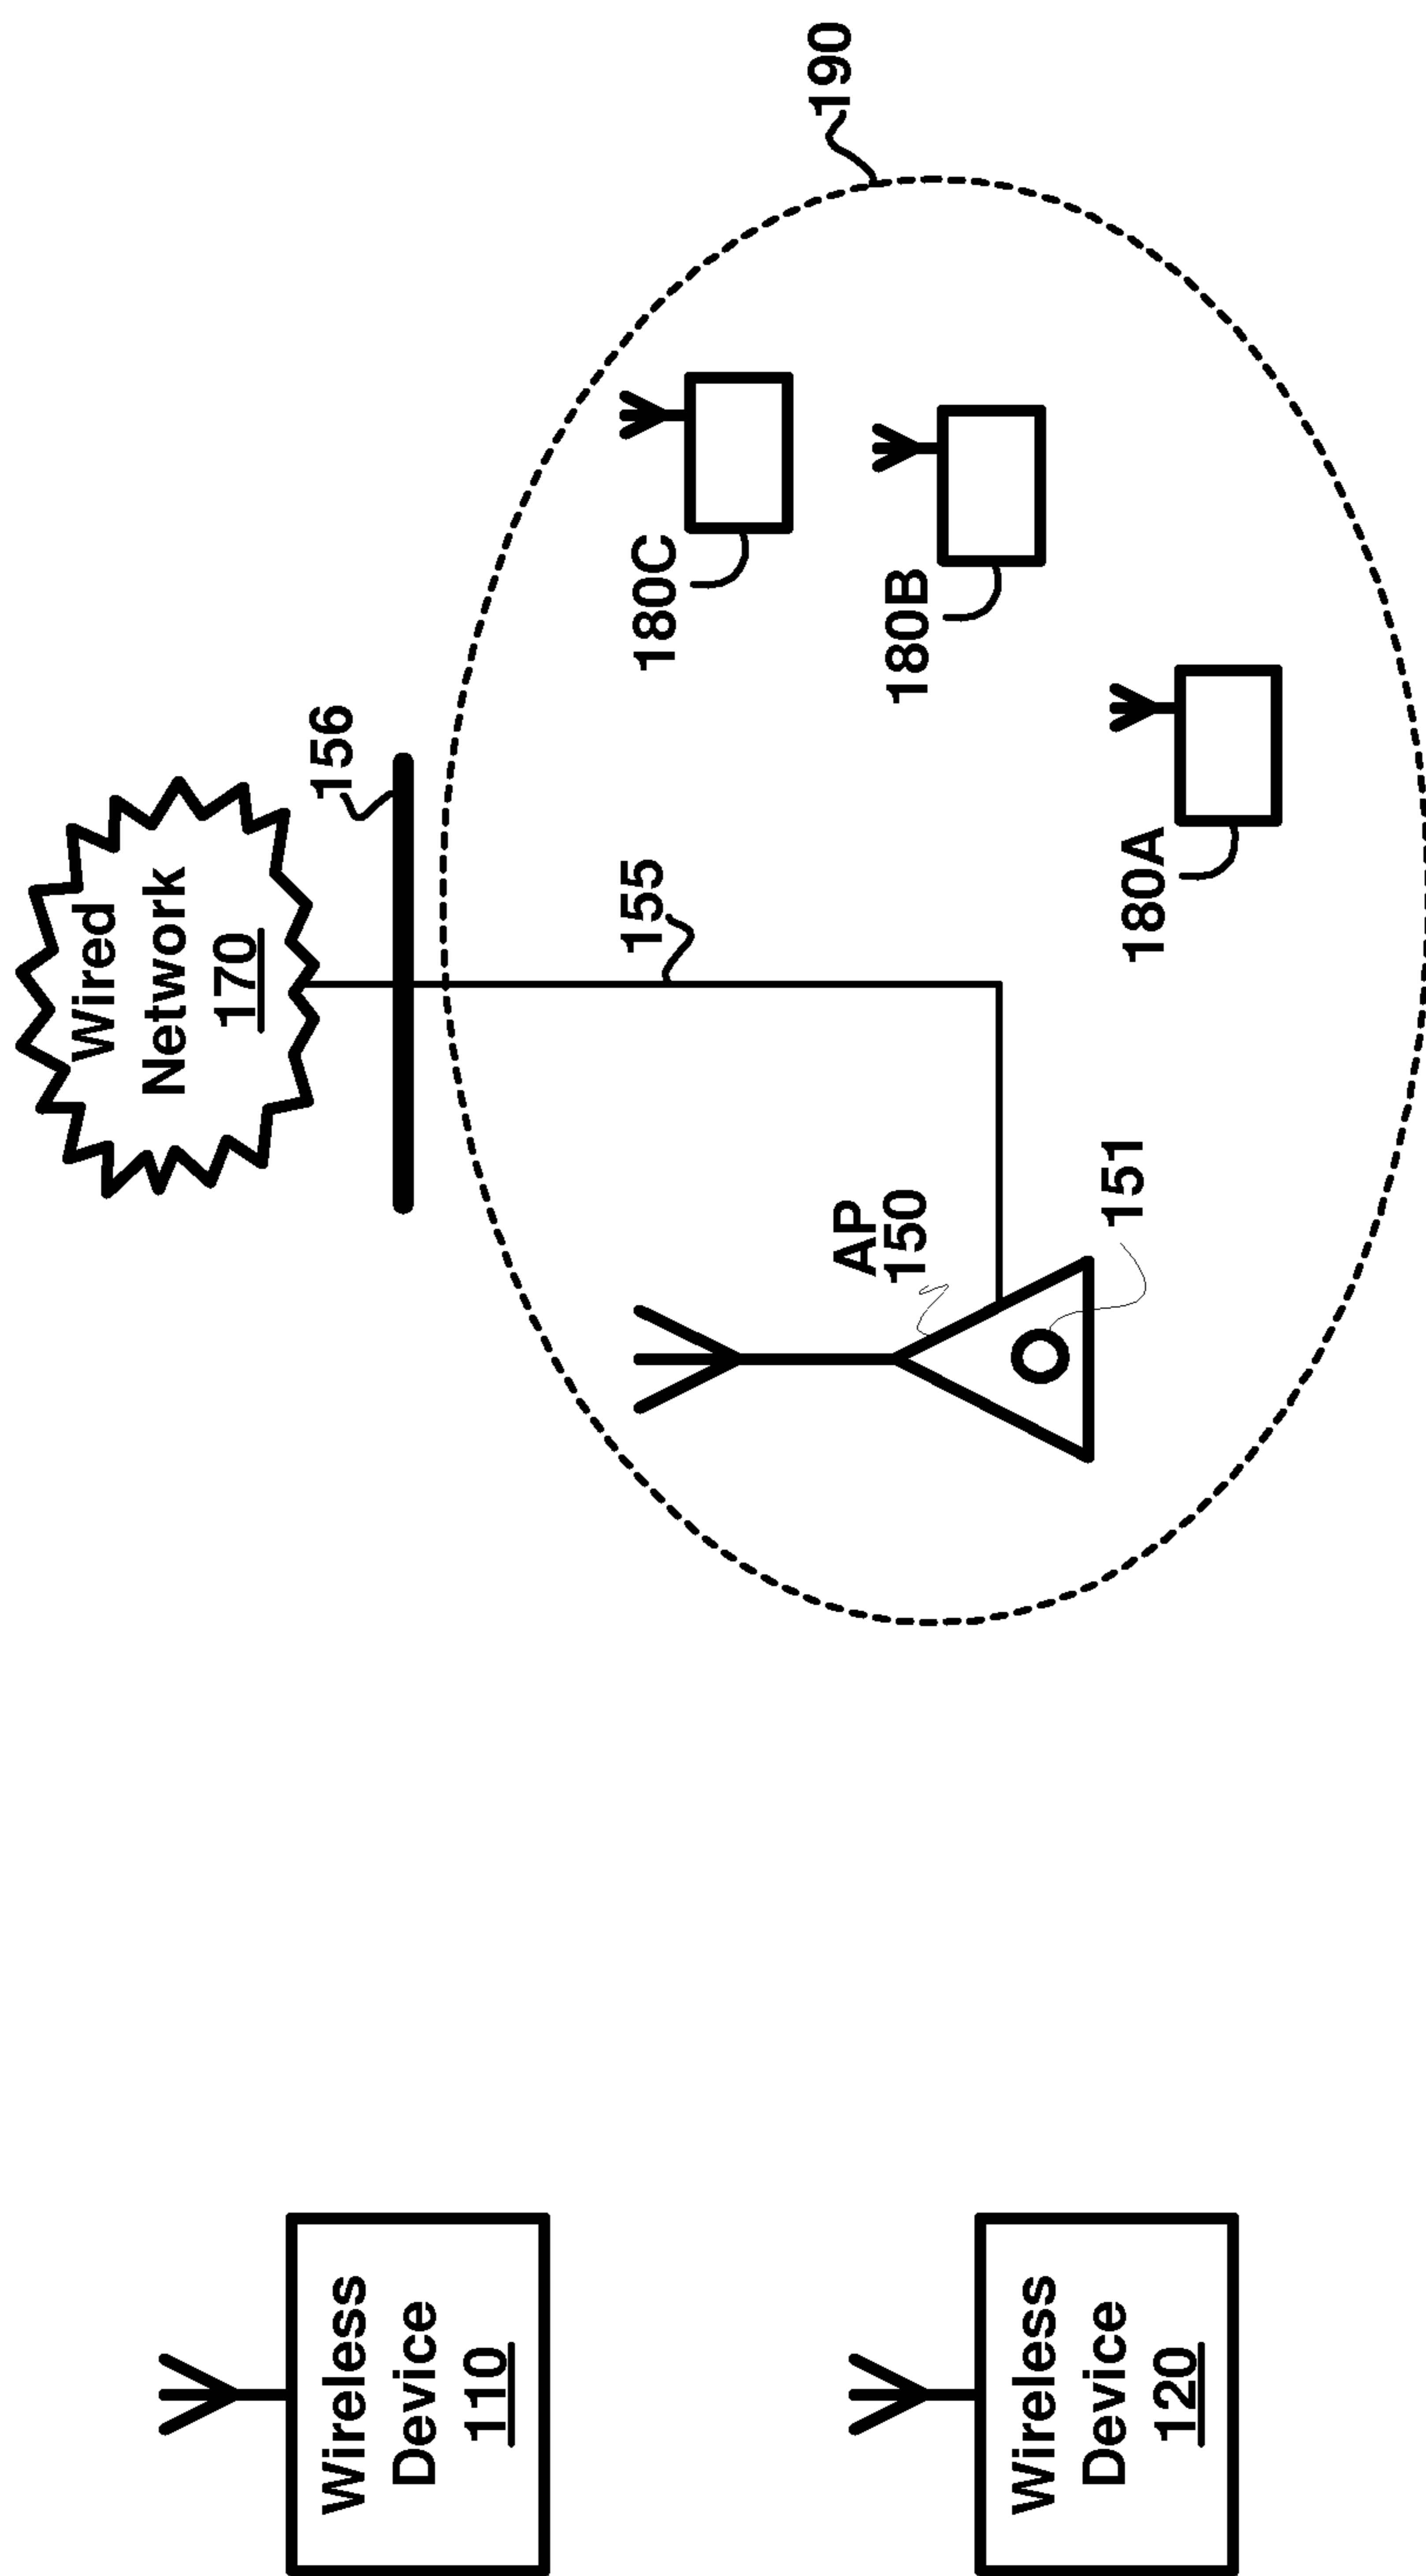 Wireless
Device
110
Wireless
Device
120
Wired
Network
170
156
155
AP
150
151
180C
180B
180A
190